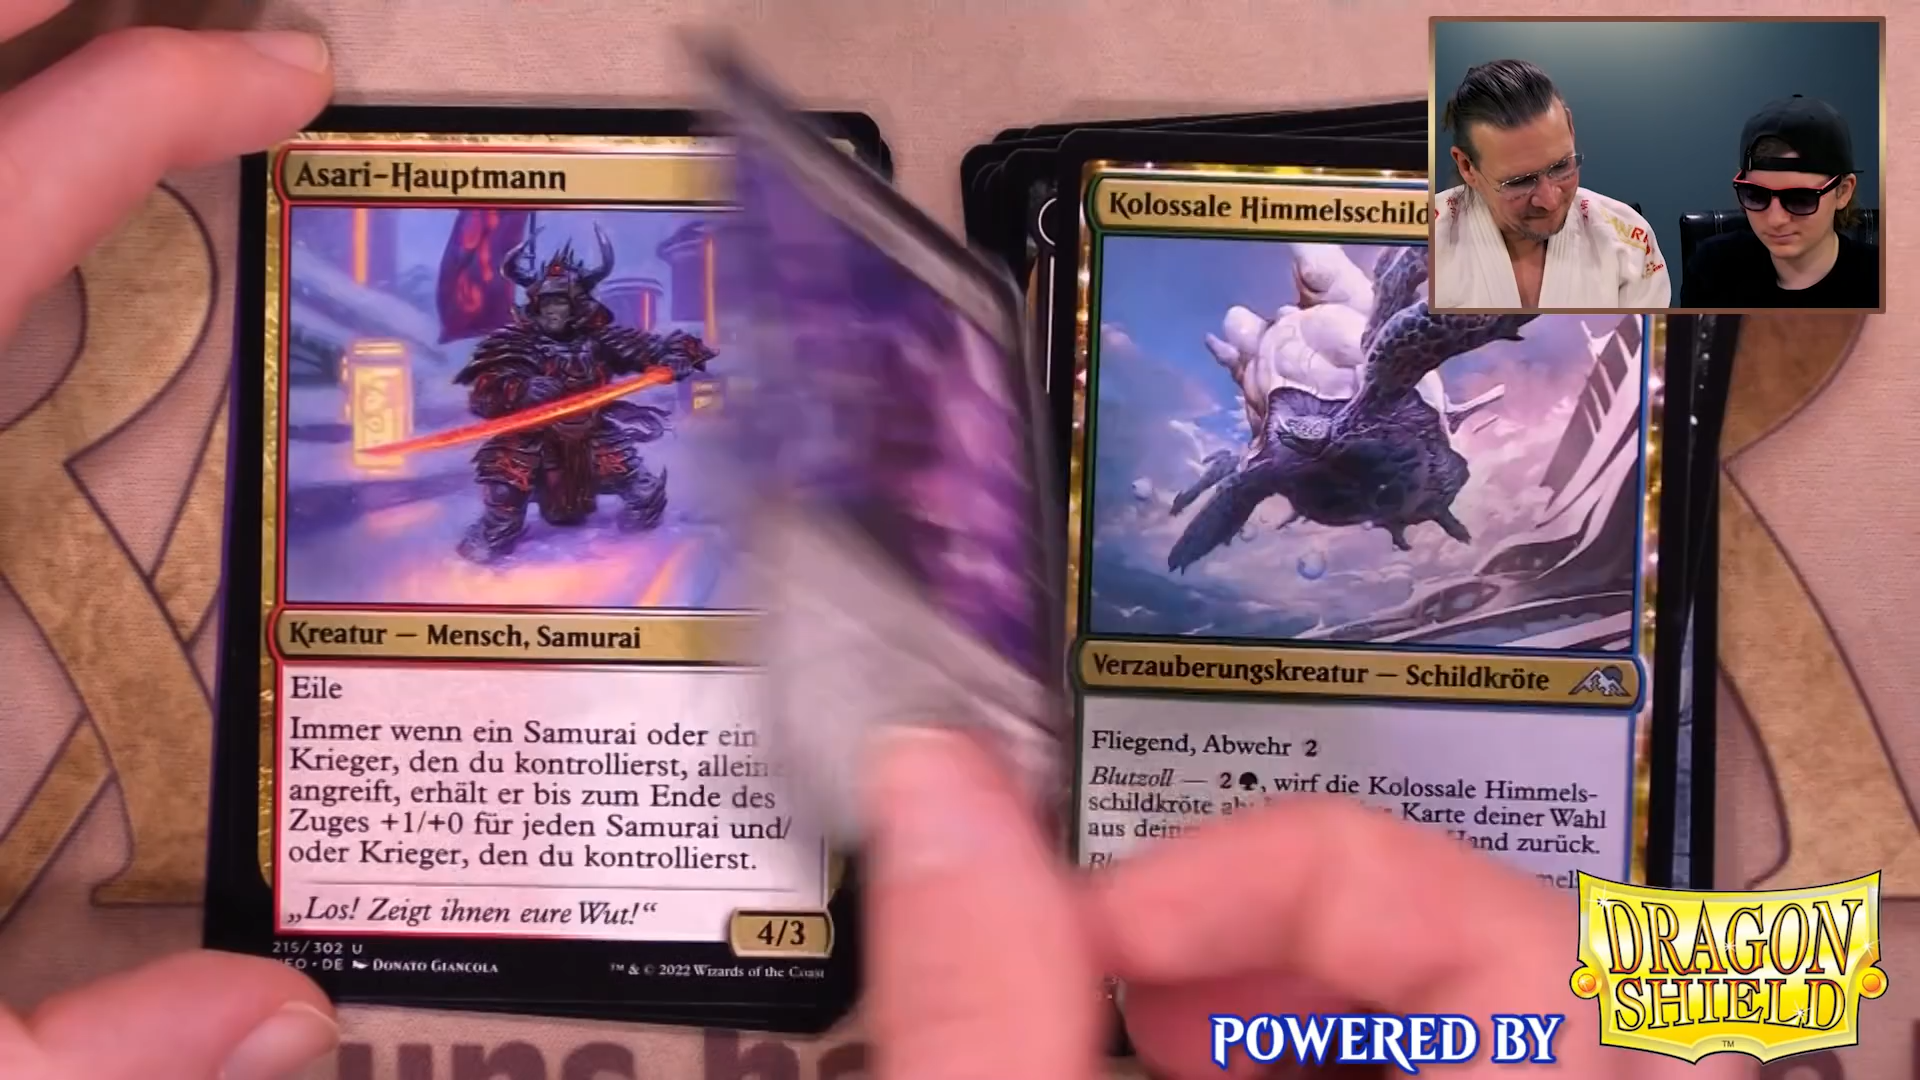 Asari-Hauptmann
Kreatur — Mensch, Samurai
Eile
Immer wenn ein Samurai oder ein
Krieger, den du kontrollierst, allein
angreift, erhält er bis zum Ende des
Zuges +1/+0 für jeden Samurai und/
oder Krieger, den du kontrollierst.
„Los! Zeigt ihnen eure Wut!“
4/3
215/302 U
DE DONATO GIANCOLA
™ & © 2022 Wizards of the Coast
Kolossale Himmelsschild
Verzauberungskreatur — Schildkröte
Fliegend, Abwehr 2
Blutzoll — 2, wirf die Kolossale Himmels-
schildkröte Karte deiner Wahl
aus zurück.
DRAGON
SHIELD
™
POWERED BY